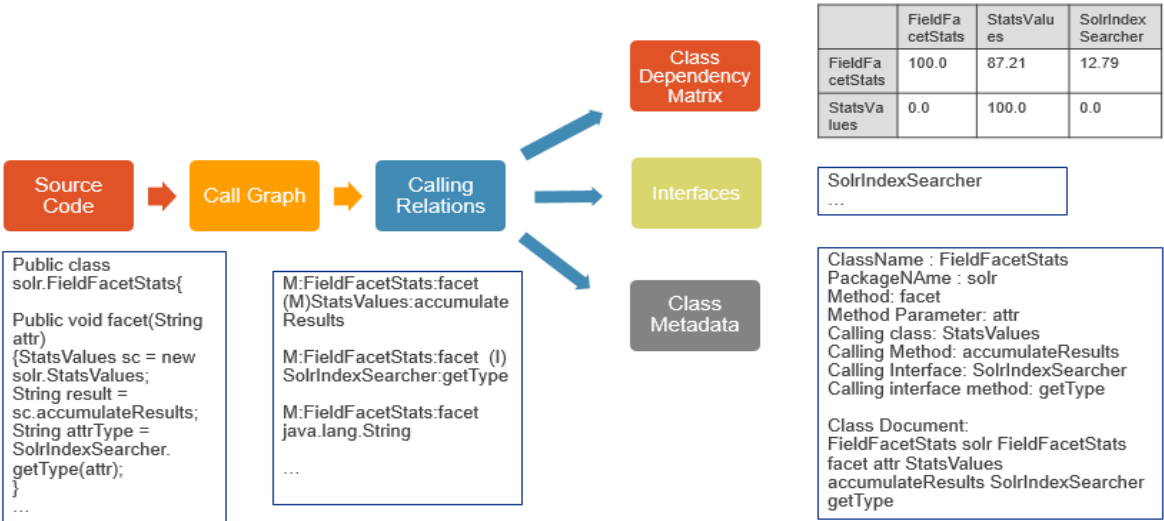 Source
Code
Call Graph
Calling
Relations
Class
Dependency
Matrix
Interfaces
Class
Metadata
FieldFa
cetStats
StatsValu
es
SolrIndex
Searcher
FieldFa
cetStats
100.0
87.21
12.79
StatsVa
lues
0.0
100.0
0.0
SolrIndexSearcher
...
Public class
solr.FieldFacetStats{
Public void facet(String
attr)
{StatsValues sc = new
solr.StatsValues;
String result =
sc.accumulateResults;
String attrType =
SolrIndexSearcher.
getType(attr);
}
...
M:FieldFacetStats:facet
(M)StatsValues:accumulate
Results
M:FieldFacetStats:facet (I)
SolrIndexSearcher:getType
M:FieldFacetStats:facet
java.lang.String
...
ClassName : FieldFacetStats
PackageNAme : solr
Method: facet
Method Parameter: attr
Calling class: StatsValues
Calling Method: accumulateResults
Calling Interface: SolrIndexSearcher
Calling interface method: getType
Class Document:
FieldFacetStats solr FieldFacetStats
facet attr StatsValues
accumulateResults SolrIndexSearcher
getType